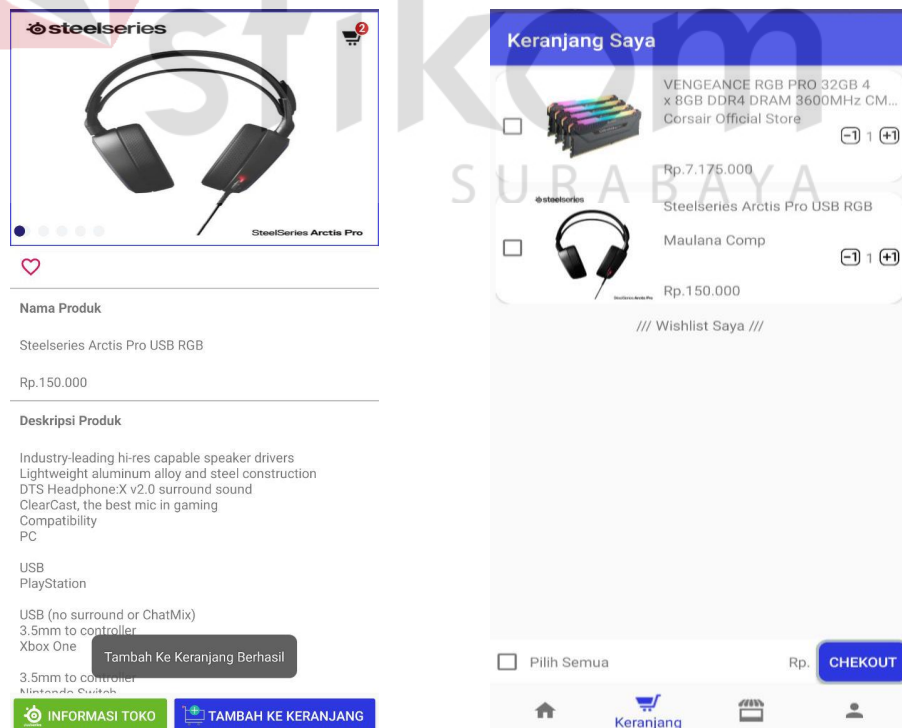 steelseries
2
SteelSeries Arctis Pro
Nama Produk
Steelseries Arctis Pro USB RGB
Rp.150.000
Deskripsi Produk
Industry-leading hi-res capable speaker drivers
Lightweight aluminum alloy and steel construction
DTS Headphone:X v2.0 surround sound
ClearCast, the best mic in gaming
Compatibility
PC
USB
PlayStation
USB (no surround or ChatMix)
3.5mm to controller
Xbox One
Tambah Ke Keranjang Berhasil
3.5mm to controller
Nintendo Switch
INFORMASI TOKO
TAMBAH KE KERANJANG
Keranjang Saya
VENGEANCE RGB PRO 32GB 4
x 8GB DDR4 DRAM 3600MHz CM...
Corsair Official Store
-1 1 +1
Rp.7.175.000
steelseries
Steelseries Arctis Pro USB RGB
Maulana Comp
-1 1 +1
SteelSeries Arctis Pro
Rp.150.000
/// Wishlist Saya ///
Pilih Semua
Rp.
CHEKOUT
Keranjang
stikom
SURABAYA